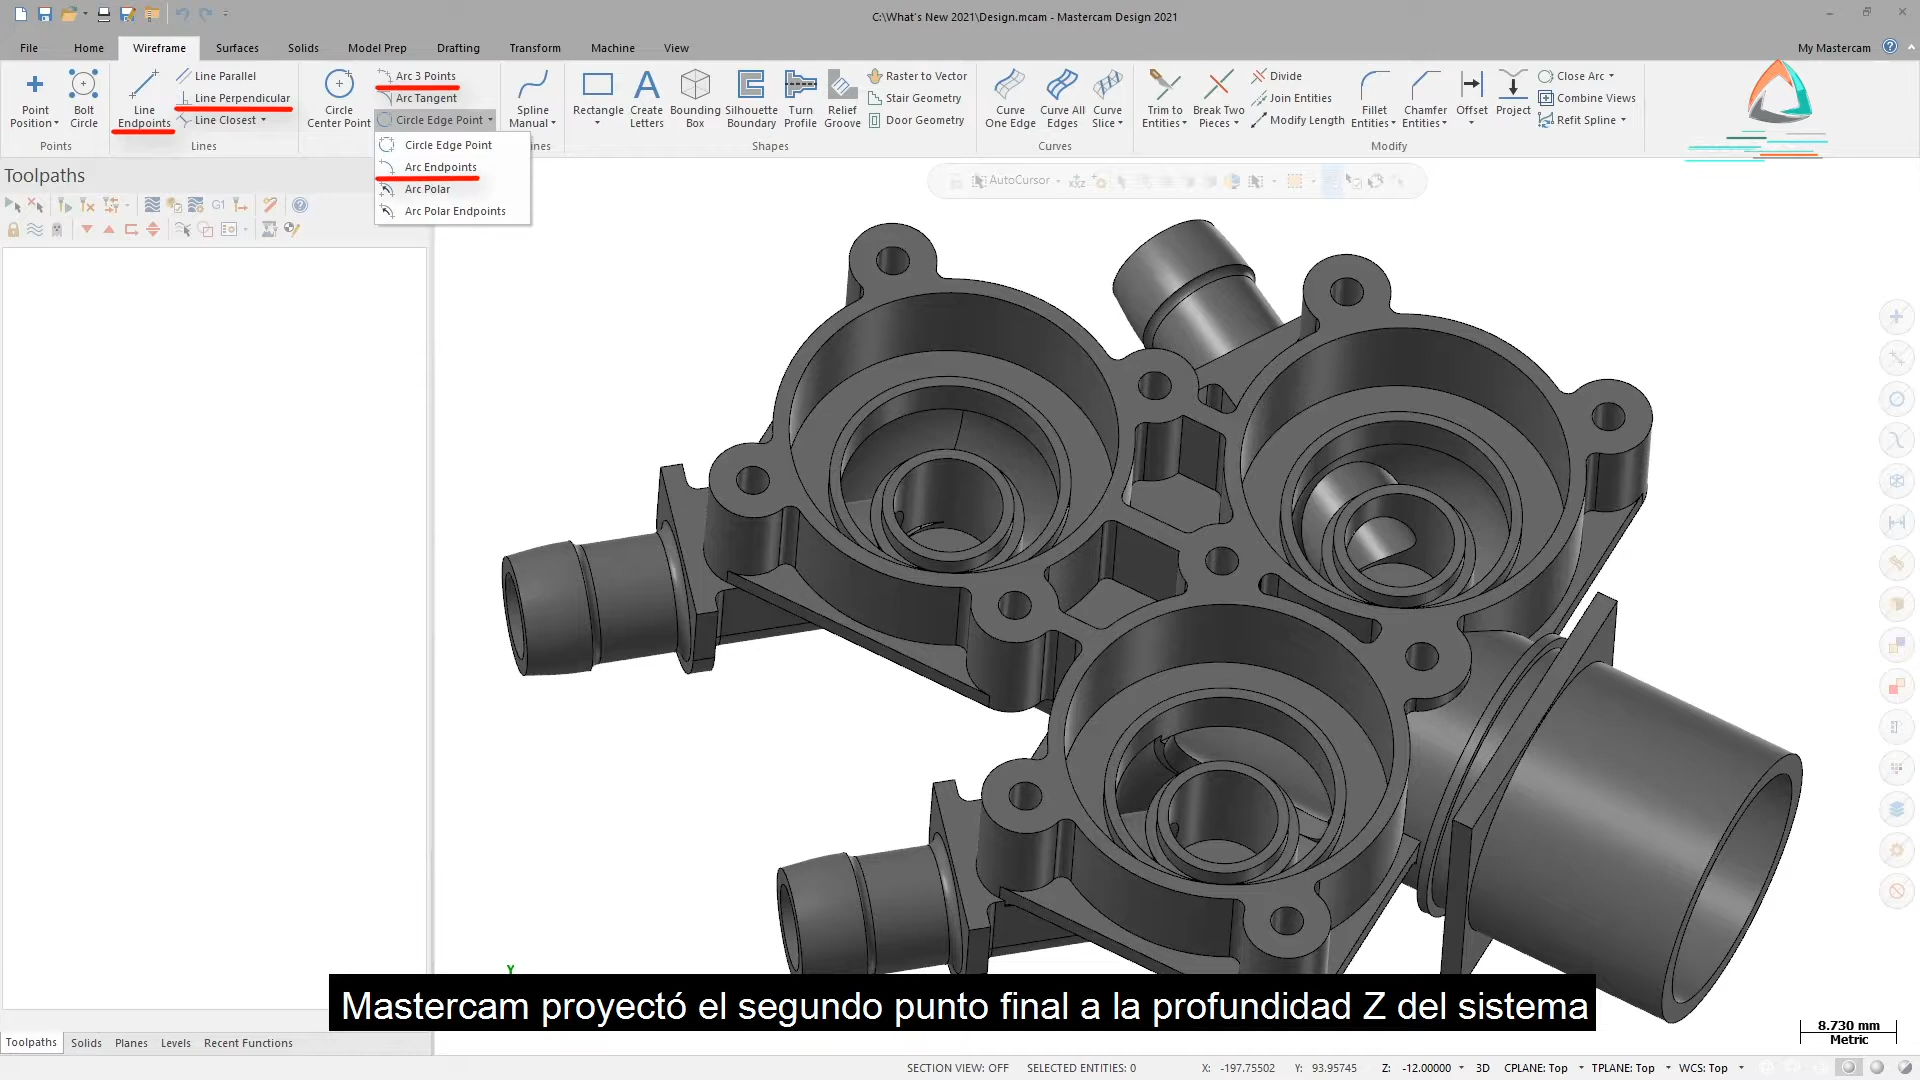 C:\What's New 2021\Design.mcam - Mastercam Design 2021
File Home Wireframe Surfaces Solids Model Prep Drafting Transform Machine View My Mastercam
Point Position
Bolt Circle
Points
Line Endpoints
Line Parallel
Line Perpendicular
Line Closest
Lines
Circle Center Point
Arc 3 Points
Arc Tangent
Circle Edge Point
Circle Edge Point
Arc Endpoints
Arc Polar
Arc Polar Endpoints
Spline Manual
nes
Rectangle
Create Letters
Bounding Box
Silhouette Boundary
Turn Profile
Relief Groove
Raster to Vector
Stair Geometry
Door Geometry
Shapes
Curve One Edge
Curve All Edges
Curve Slice
Curves
Trim to Entities
Break Two Pieces
Divide
Join Entities
Modify Length
Fillet Entities
Chamfer Entities
Offset
Project
Close Arc
Combine Views
Refit Spline
Modify
Toolpaths
G1
AutoCursor
XYZ
Y
Mastercam proyectó el segundo punto final a la profundidad Z del sistema
8.730 mm
Metric
Toolpaths Solids Planes Levels Recent Functions
SECTION VIEW: OFF SELECTED ENTITIES: 0 X: -197.75502 Y: 93.95745 Z: -12.00000 3D CPLANE: Top TPLANE: Top WCS: Top